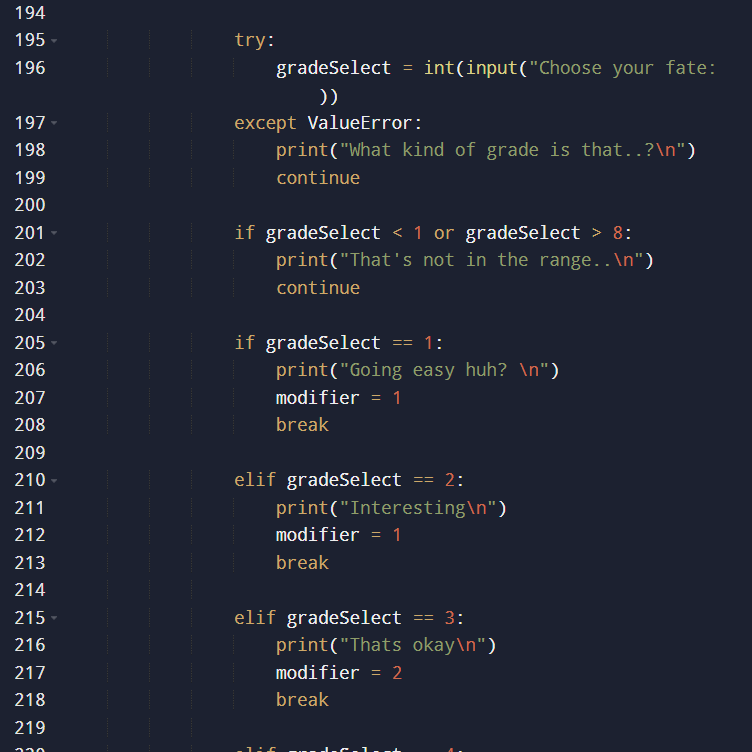 194
195 try:
196 gradeSelect = int(input("Choose your fate:
))
197 except ValueError:
198 print("What kind of grade is that..?\n")
199 continue
200
201 if gradeSelect < 1 or gradeSelect > 8:
202 print("That's not in the range..\n")
203 continue
204
205 if gradeSelect == 1:
206 print("Going easy huh? \n")
207 modifier = 1
208 break
209
210 elif gradeSelect == 2:
211 print("Interesting\n")
212 modifier = 1
213 break
214
215 elif gradeSelect == 3:
216 print("Thats okay\n")
217 modifier = 2
218 break
219
220 elif gradeSelect == 4: